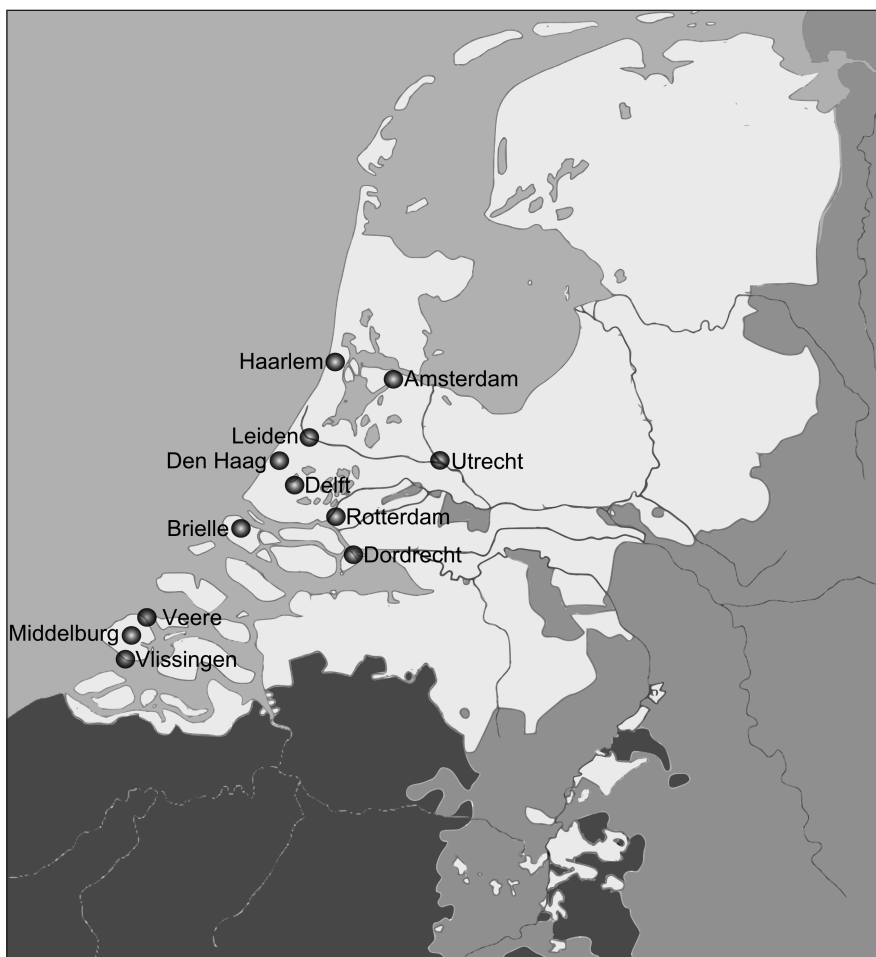 Haarlem
Amsterdam
Leiden
Den Haag
Utrecht
Delft
Rotterdam
Brielle
Dordrecht
Veere
Middelburg
Vlissingen